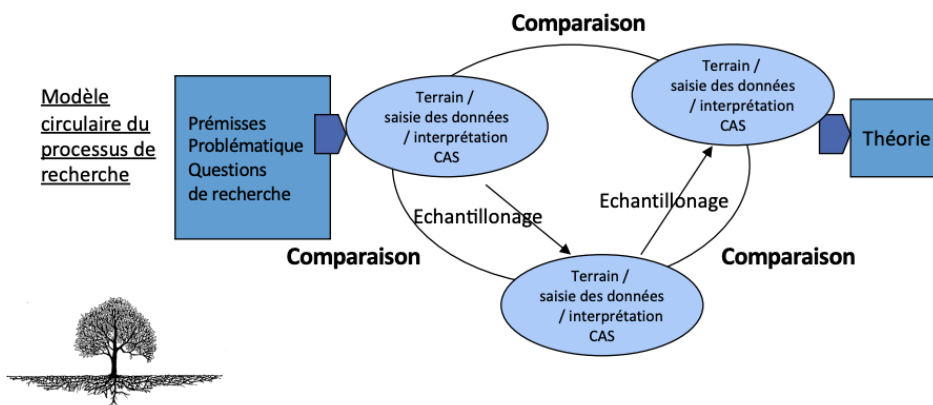 Comparaison
Modèle
circulaire du
processus de
recherche
Prémisses
Problématique
Questions
de recherche
Terrain /
saisie des données
/ interprétation
CAS
Terrain /
saisie des données
/ interprétation
CAS
Théorie
Echantillonage
Echantillonage
Comparaison
Comparaison
Terrain /
saisie des données
/ interprétation
CAS